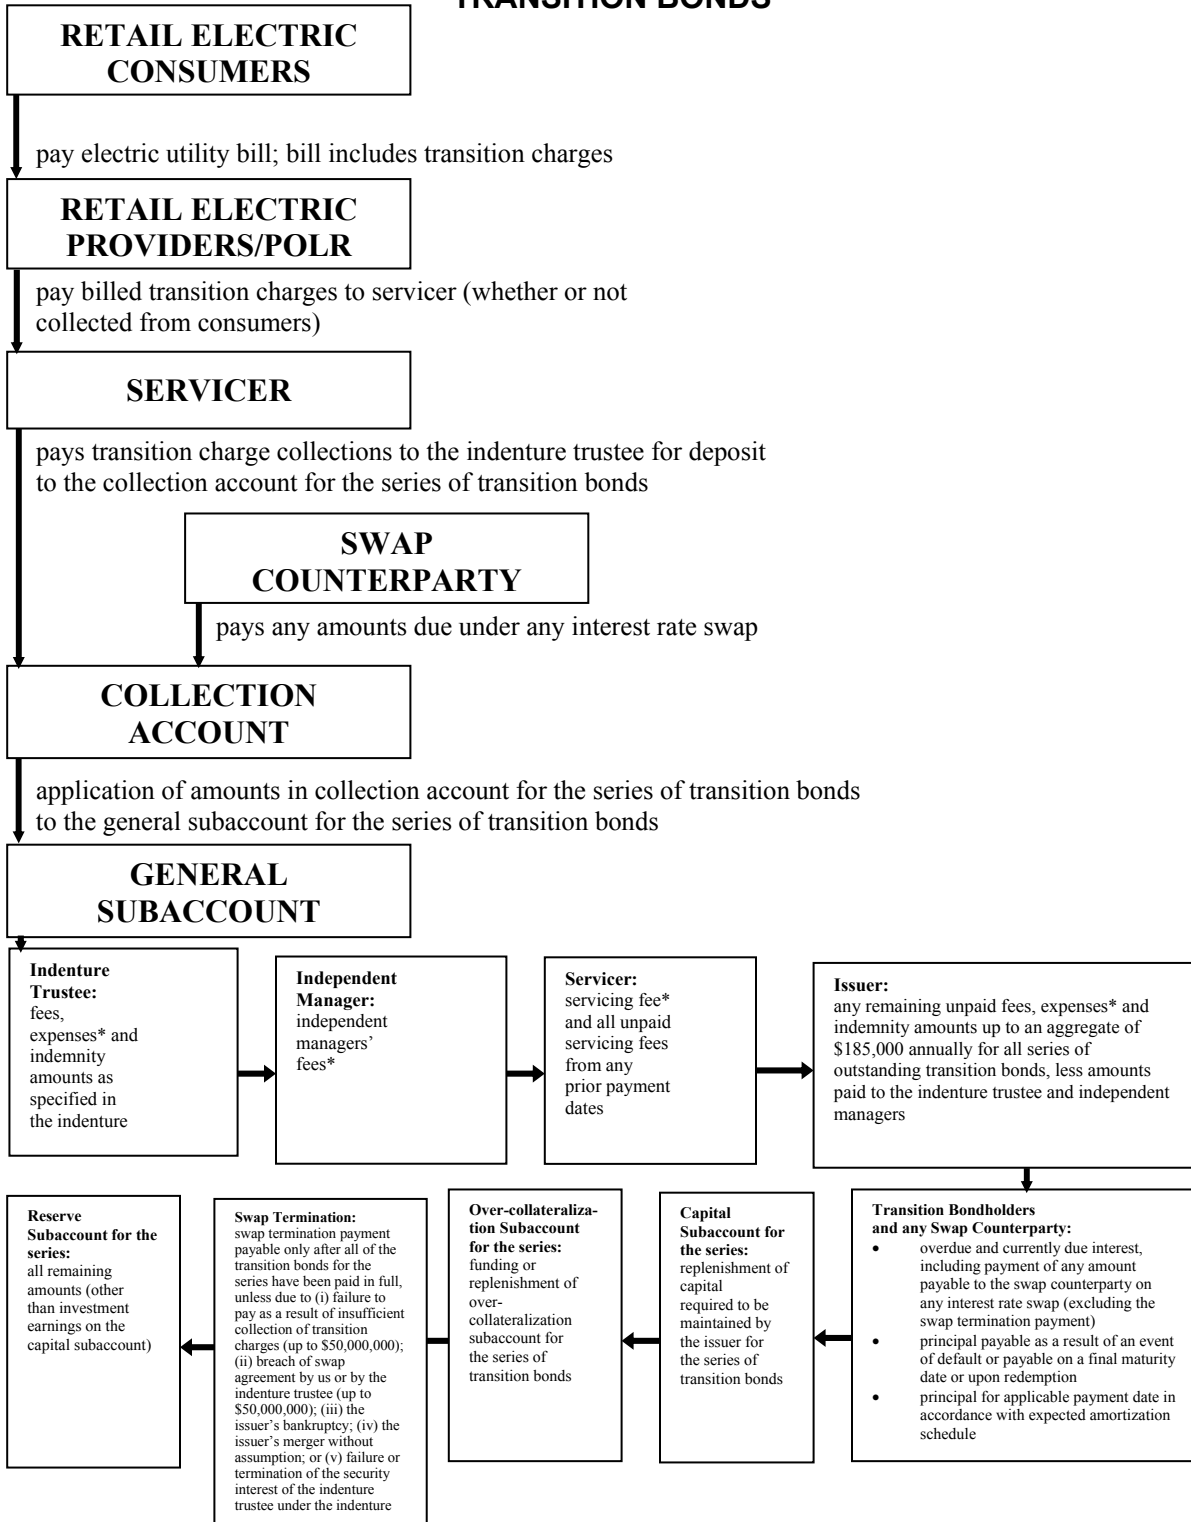 TRANSITION BONDS
RETAIL ELECTRIC
CONSUMERS
pay electric utility bill; bill includes transition charges
RETAIL ELECTRIC
PROVIDERS/POLR
pay billed transition charges to servicer (whether or not
collected from consumers)
SERVICER
pays transition charge collections to the indenture trustee for deposit
to the collection account for the series of transition bonds
SWAP
COUNTERPARTY
pays any amounts due under any interest rate swap
COLLECTION
ACCOUNT
application of amounts in collection account for the series of transition bonds
to the general subaccount for the series of transition bonds
GENERAL
SUBACCOUNT
Indenture
Trustee:
fees,
expenses* and
indemnity
amounts as
specified in
the indenture
Independent
Manager:
independent
managers’
fees*
Servicer:
servicing fee*
and all unpaid
servicing fees
from any
prior payment
dates
Issuer:
any remaining unpaid fees, expenses* and
indemnity amounts up to an aggregate of
$185,000 annually for all series of
outstanding transition bonds, less amounts
paid to the indenture trustee and independent
managers
Reserve
Subaccount for the
series:
all remaining
amounts (other
than investment
earnings on the
capital subaccount)
Swap Termination:
swap termination payment
payable only after all of the
transition bonds for the
series have been paid in full,
unless due to (i) failure to
pay as a result of insufficient
collection of transition
charges (up to $50,000,000);
(ii) breach of swap
agreement by us or by the
indenture trustee (up to
$50,000,000); (iii) the
issuer’s bankruptcy; (iv) the
issuer’s merger without
assumption; or (v) failure or
termination of the security
interest of the indenture
trustee under the indenture
Over-collateraliza-
tion Subaccount
for the series:
funding or
replenishment of
over-
collateralization
subaccount for
the series of
transition bonds
Capital
Subaccount for
the series:
replenishment of
capital
required to be
maintained by
the issuer for
the series of
transition bonds
Transition Bondholders
and any Swap Counterparty:
• overdue and currently due interest,
including payment of any amount
payable to the swap counterparty on
any interest rate swap (excluding the
swap termination payment)
• principal payable as a result of an event
of default or payable on a final maturity
date or upon redemption
• principal for applicable payment date in
accordance with expected amortization
schedule